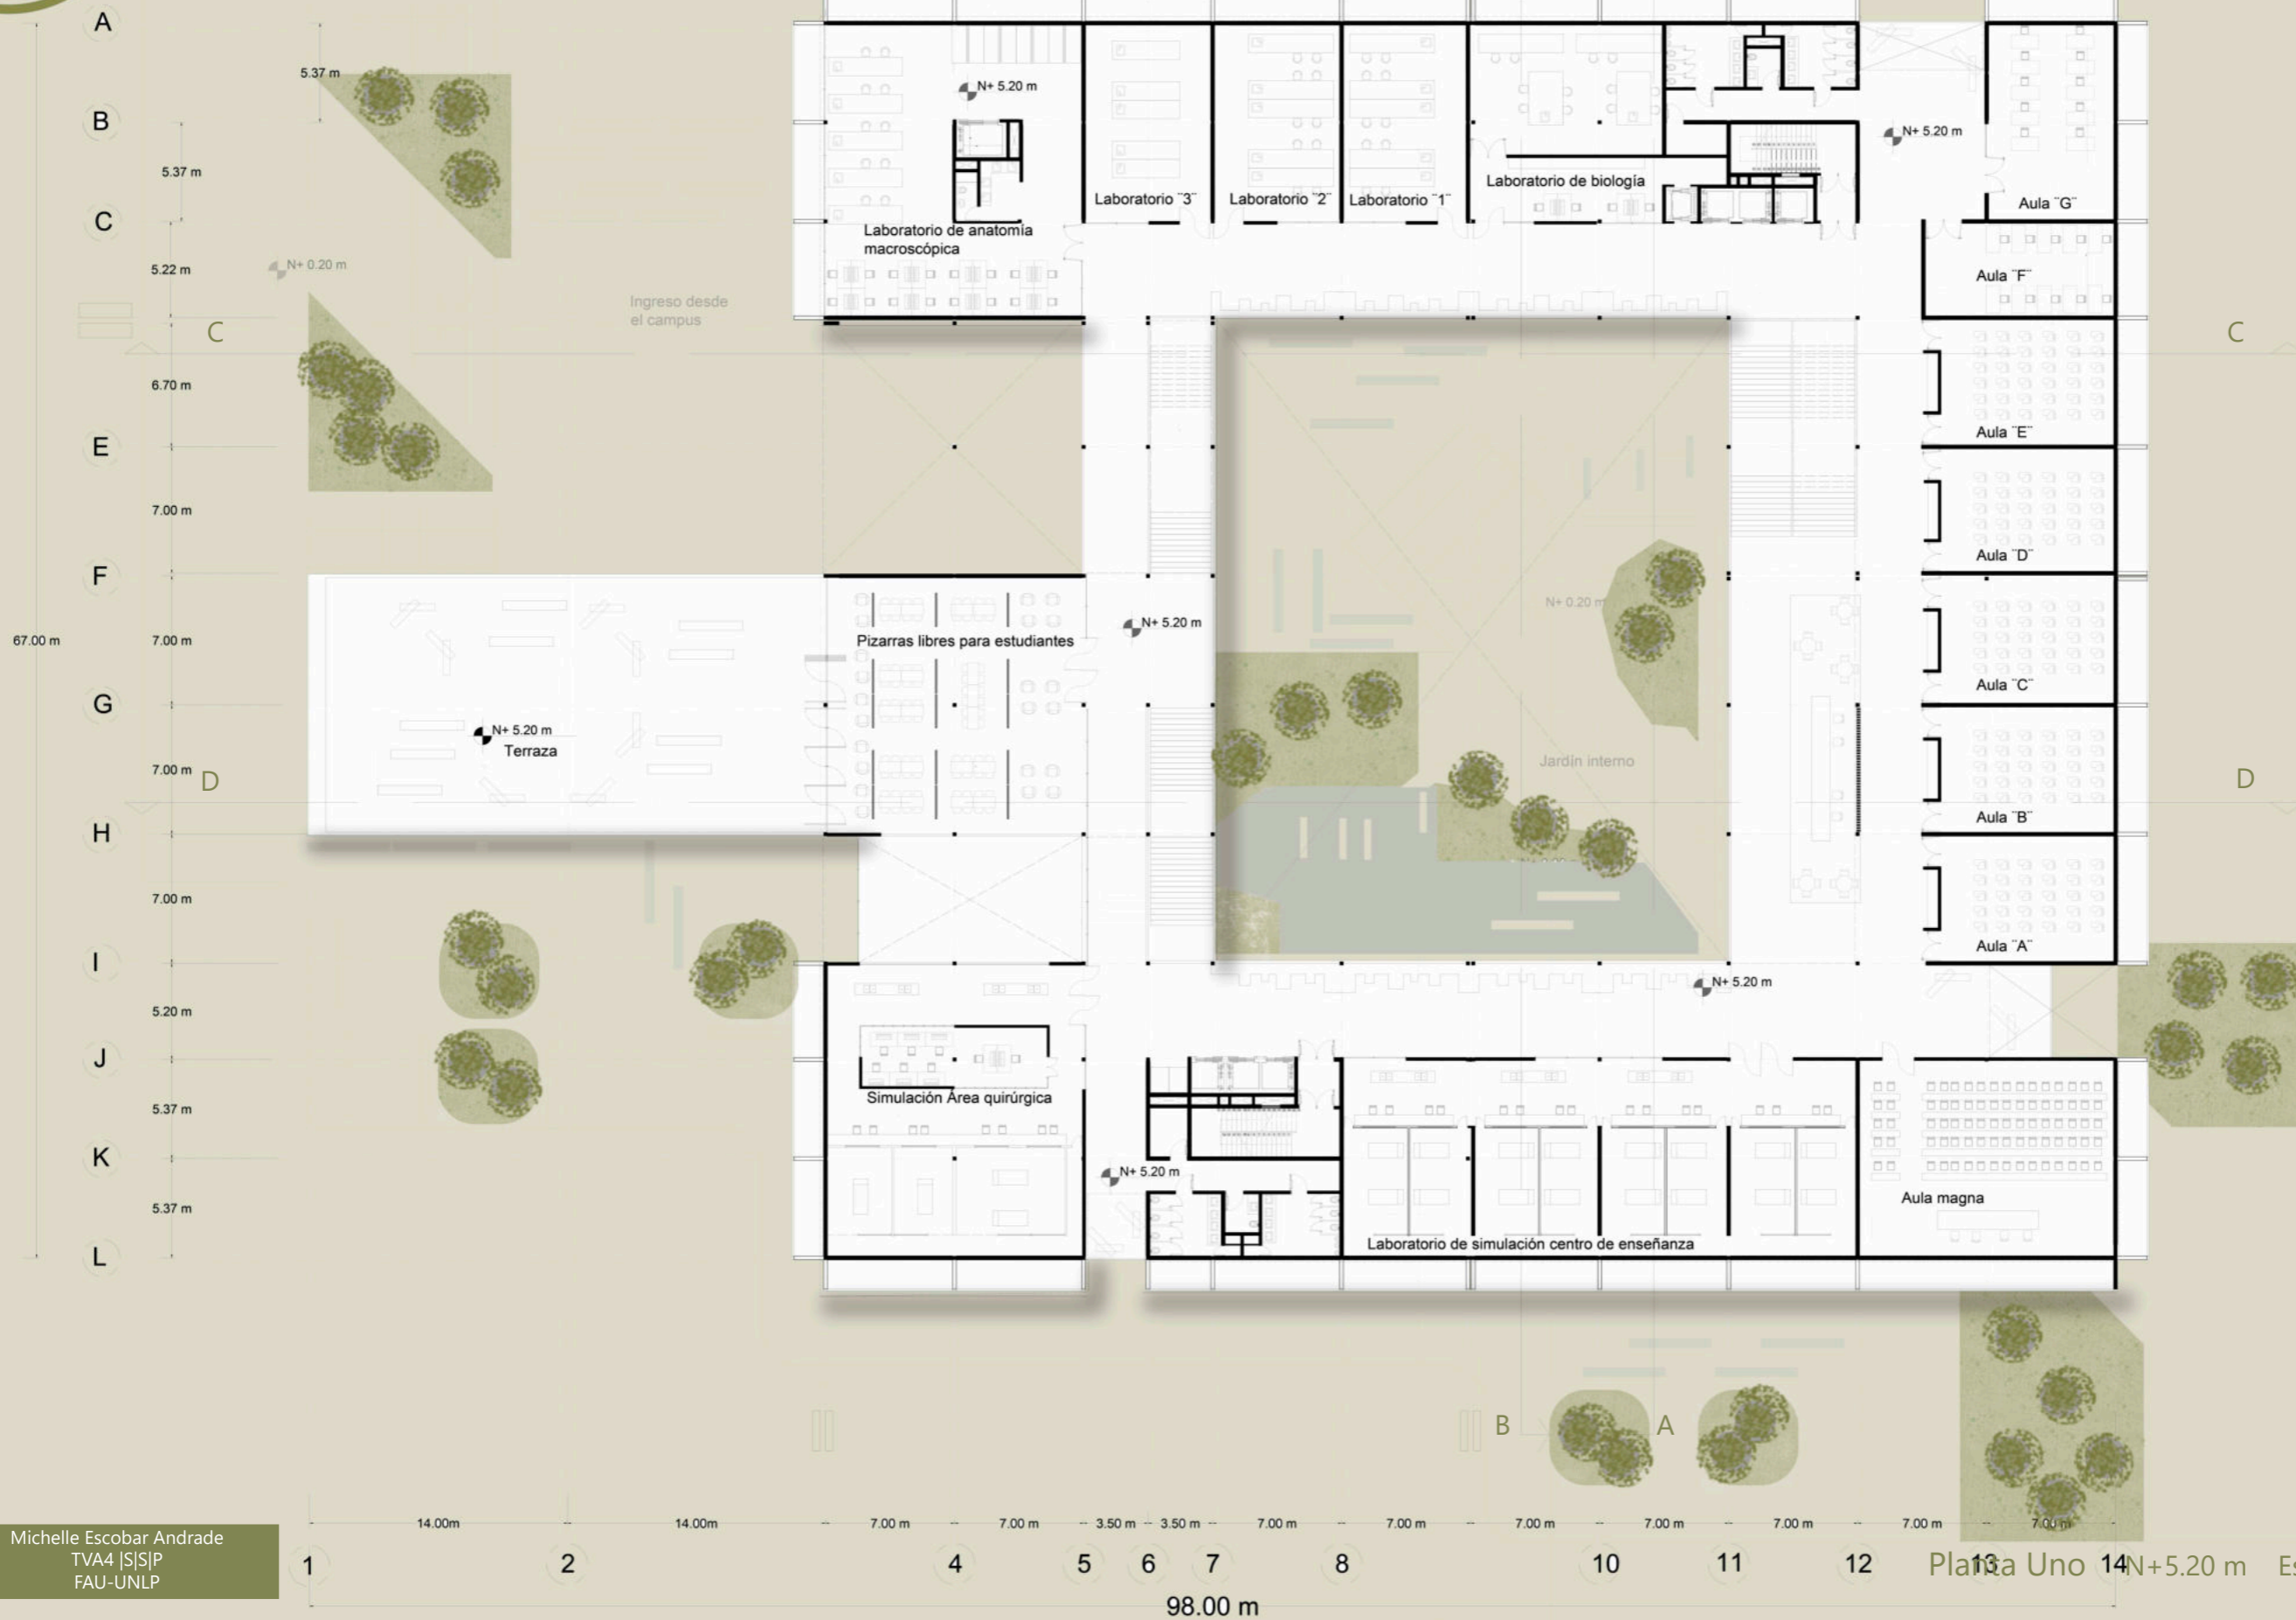 A
5.37 m
N+ 5.20 m
B
N+ 5.20 m
5.37 m
Laboratorio de biología
Laboratorio ¨3¨
Laboratorio ¨2¨
Laboratorio ¨1¨
Aula ¨G¨
C
Laboratorio de anatomía
macroscópica
5.22 m
N+ 0.20 m
Aula ¨F¨
Ingreso desde
el campus
C
C
6.70 m
Aula ¨E¨
E
7.00 m
Aula ¨D¨
F
N+ 0.20 m
N+ 5.20 m
67.00 m
7.00 m
Pizarras libres para estudiantes
Aula ¨C¨
G
N+ 5.20 m
Terraza
Jardín interno
7.00 m
D
D
Aula ¨B¨
H
7.00 m
Aula ¨A¨
I
N+ 5.20 m
5.20 m
J
Simulación Área quirúrgica
5.37 m
K
N+ 5.20 m
Aula magna
5.37 m
Laboratorio de simulación centro de enseñanza
L
B
A
14.00m
14.00m
7.00 m
7.00 m
3.50 m
3.50 m
7.00 m
7.00 m
7.00 m
7.00 m
7.00 m
7.00 m
7.00 m
Michelle Escobar Andrade
TVA4 |S|S|P
FAU-UNLP
1
2
4
5
6
7
8
10
11
12
13
14
Planta Uno
N+5.20 m
Es
98.00 m